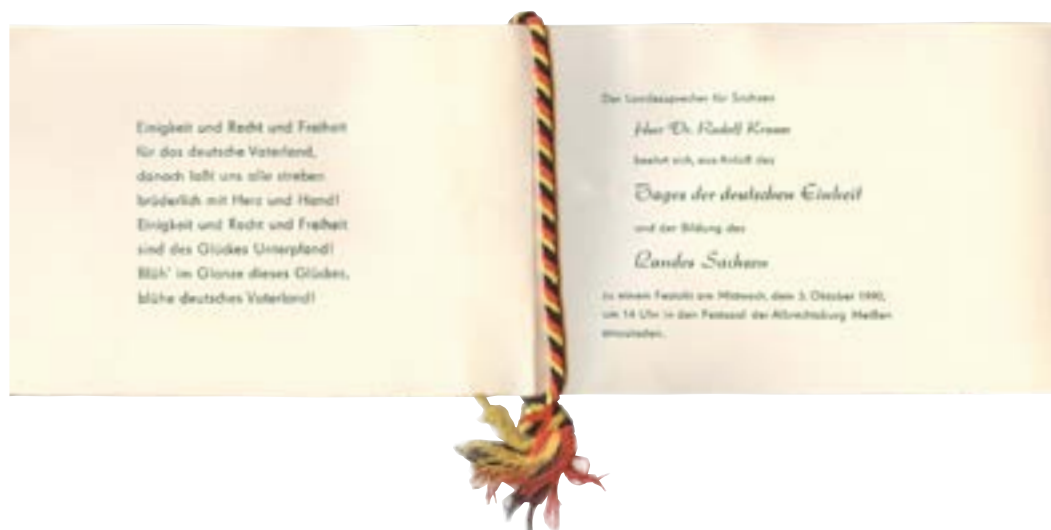 Einigkeit und Recht und Freiheit
für das deutsche Vaterland,
danach laßt uns alle streben
brüderlich mit Herz und Hand!
Einigkeit und Recht und Freiheit
sind des Glückes Unterpfand!
Blüh' im Glanze dieses Glückes,
blühe deutsches Vaterland!
Der Landessprecher für Sachsen
Herr Dr. Rudolf Krause
beehrt sich, aus Anlaß des
Tages der deutschen Einheit
und der Bildung des
Landes Sachsen
zu einem Festakt am Mittwoch, dem 3. Oktober 1990,
um 14 Uhr in den Festsaal der Albrechtsburg Meißen
einzuladen.